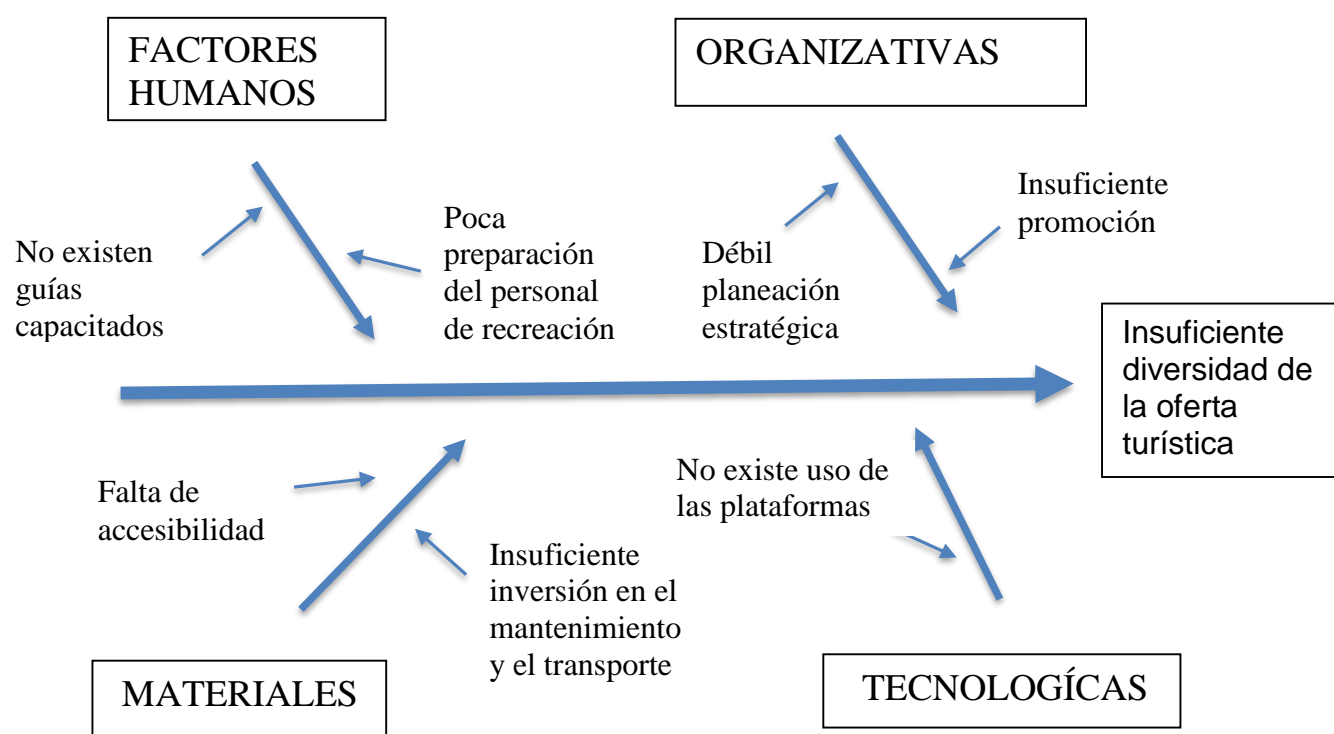 FACTORES
HUMANOS
ORGANIZATIVAS
No existen
guías
capacitados
Poca
preparación
del personal
de recreación
Débil
planeación
estratégica
Insuficiente
promoción
Insuficiente
diversidad de
la oferta
turística
Falta de
accesibilidad
Insuficiente
inversión en el
mantenimiento
y el transporte
No existe uso de
las plataformas
MATERIALES
TECNOLOGÍCAS